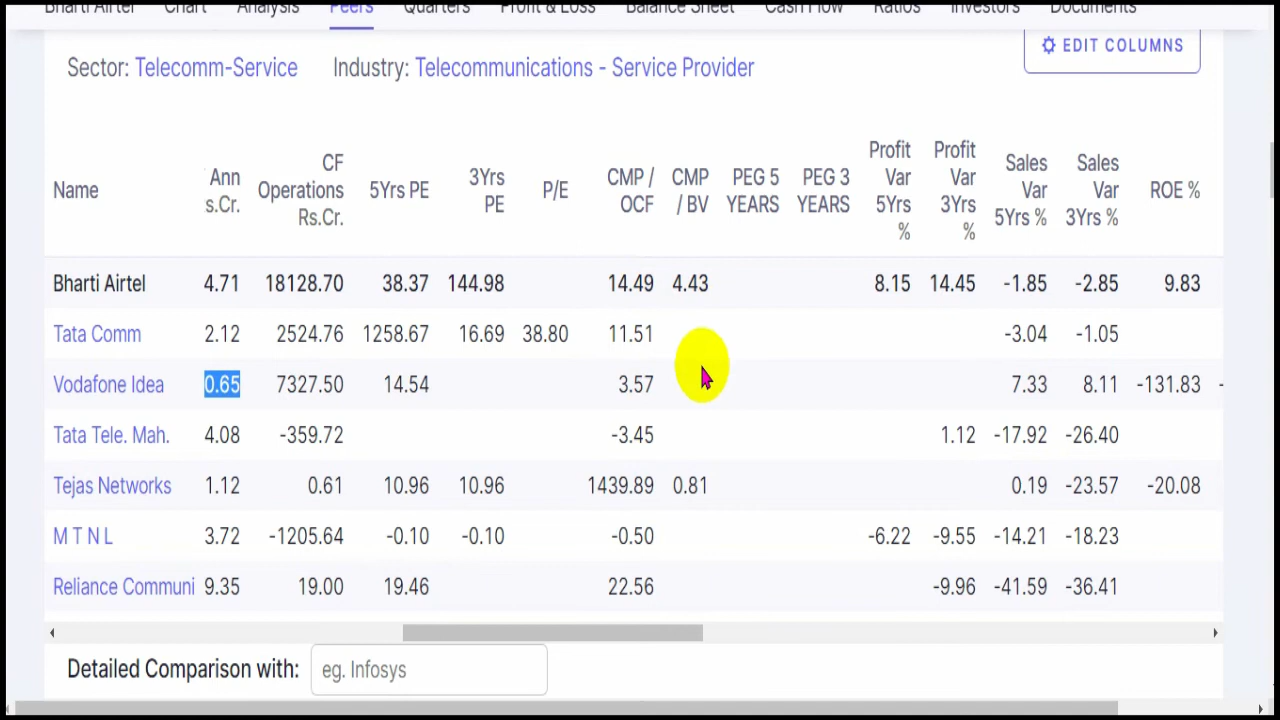 Bharti Airtel Chart Analysis Peers Quarters Profit & Loss Balance Sheet Cash Flow Ratios Investors Documents
Sector: Telecomm-Service Industry: Telecommunications - Service Provider
EDIT COLUMNS
Name Ann s.Cr. CF Operations Rs.Cr. 5Yrs PE 3Yrs PE P/E CMP / OCF CMP / BV PEG 5 YEARS PEG 3 YEARS Profit Var 5Yrs % Profit Var 3Yrs % Sales Var 5Yrs % Sales Var 3Yrs % ROE %
Bharti Airtel 4.71 18128.70 38.37 144.98 14.49 4.43 8.15 14.45 -1.85 -2.85 9.83
Tata Comm 2.12 2524.76 1258.67 16.69 38.80 11.51 -3.04 -1.05
Vodafone Idea 0.65 7327.50 14.54 3.57 7.33 8.11 -131.83 -
Tata Tele. Mah. 4.08 -359.72 -3.45 1.12 -17.92 -26.40
Tejas Networks 1.12 0.61 10.96 10.96 1439.89 0.81 0.19 -23.57 -20.08
M T N L 3.72 -1205.64 -0.10 -0.10 -0.50 -6.22 -9.55 -14.21 -18.23
Reliance Communi 9.35 19.00 19.46 22.56 -9.96 -41.59 -36.41
Detailed Comparison with: eg. Infosys